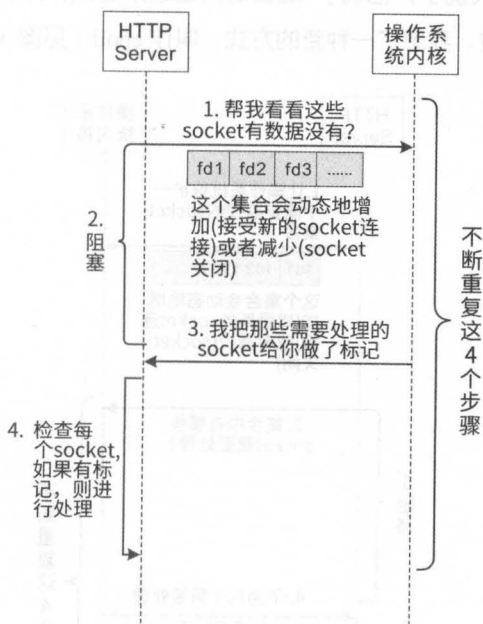 HTTP
Server
操作系
统内核
1. 帮我看看这些
socket有数据没有?
fd1 fd2 fd3 ......
这个集合会动态地增
加(接受新的socket连
接)或者减少(socket
关闭)
2.
阻
塞
3. 我把那些需要处理的
socket给你做了标记
4. 检查每
个socket,
如果有标
记，则进
行处理
不
断
重
复
这
4
个
步
骤